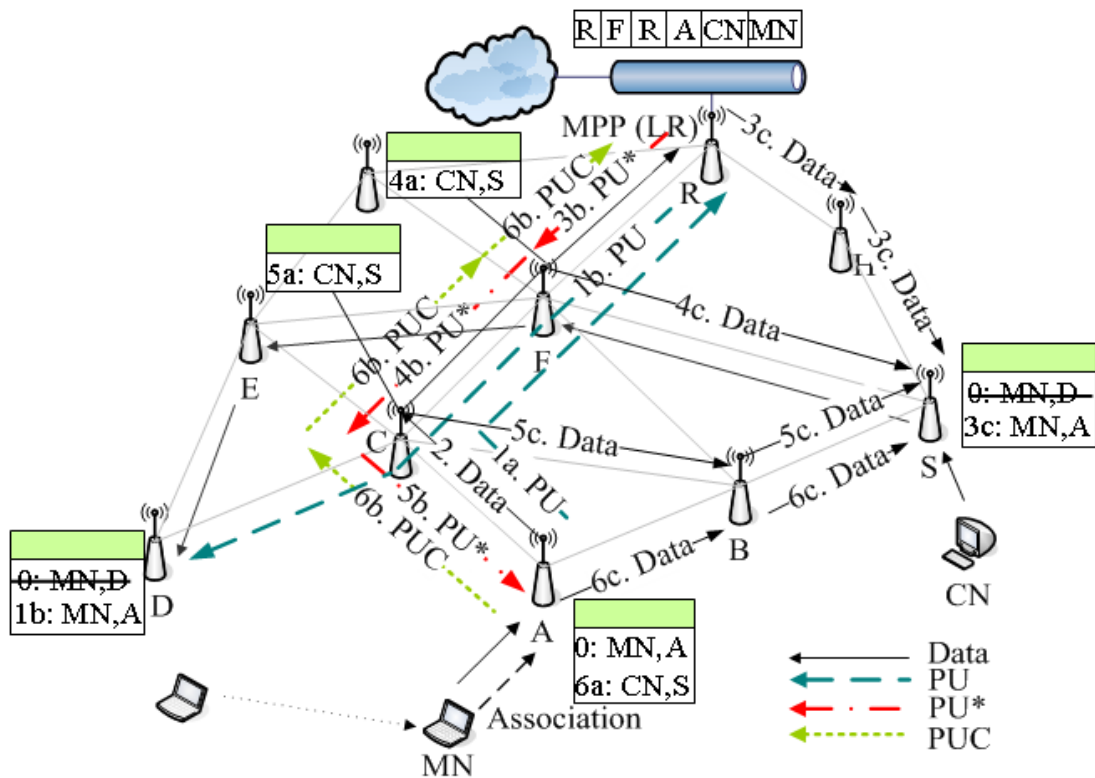 R F R A CN MN
MPP (LR)
3c. Data
4a: CN,S
6b. PUC
3b. PU*
R
3c. Data
H
5a: CN,S
1b. PU
4c. Data
6b. PUC
4b. PU*
F
E
0: MN,D
3c: MN,A
C
5c. Data
5c. Data
2. Data
1a. PU
S
6c. Data
5b. PU*
6b. PUC
B
0: MN,D
1b: MN,A
D
6c. Data
CN
A
0: MN,A
6a: CN,S
Data
PU
PU*
PUC
Association
MN